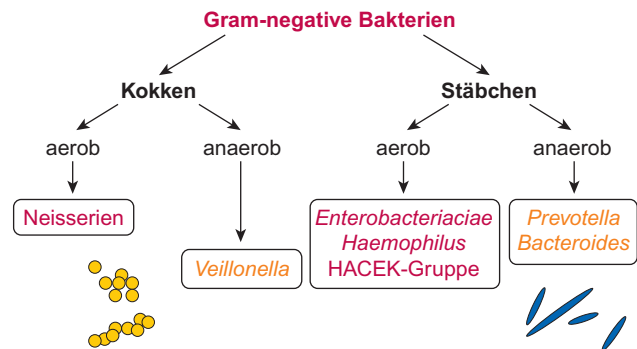 Gram-negative Bakterien
Kokken
Stäbchen
aerob
anaerob
aerob
anaerob
Neisserien
Veillonella
Enterobacteriaciae
Haemophilus
HACEK-Gruppe
Prevotella
Bacteroides